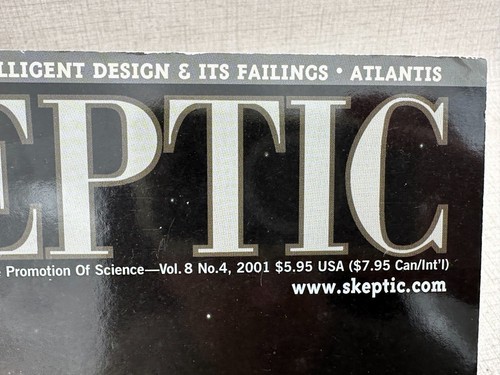 LLIGENT DESIGN & ITS FAILINGS • ATLANTIS
EPTIC
e Promotion Of Science—Vol. 8 No.4, 2001 $5.95 USA ($7.95 Can/Int'l)
www.skeptic.com